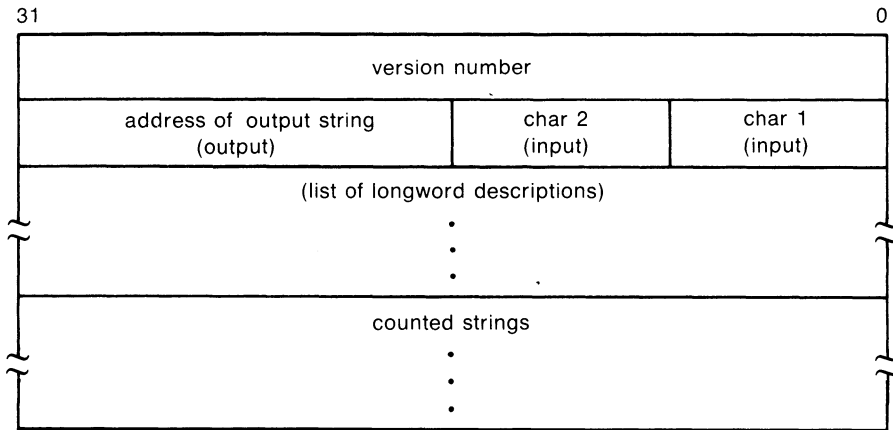 31 0
version number
address of output string char 2 char 1
(output) (input) (input)
(list of longword descriptions)
counted strings